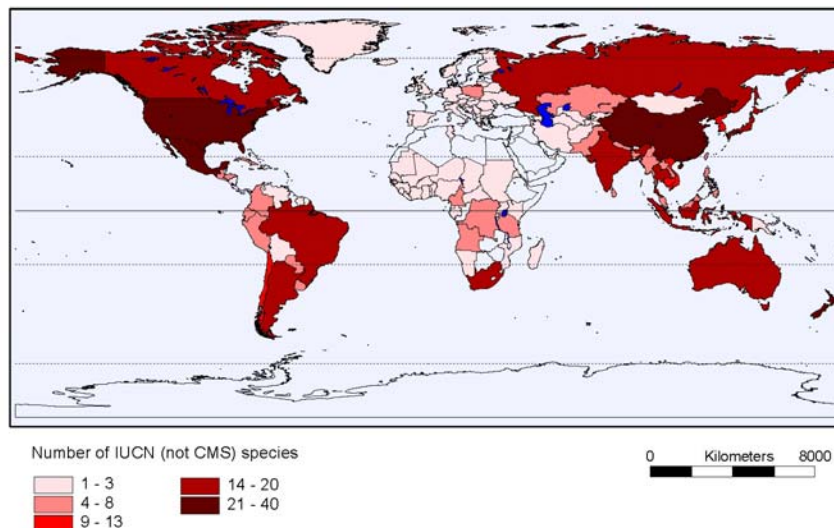 Number of IUCN (not CMS) species
1 - 3
4 - 8
9 - 13
14 - 20
21 - 40
0 Kilometers 8000